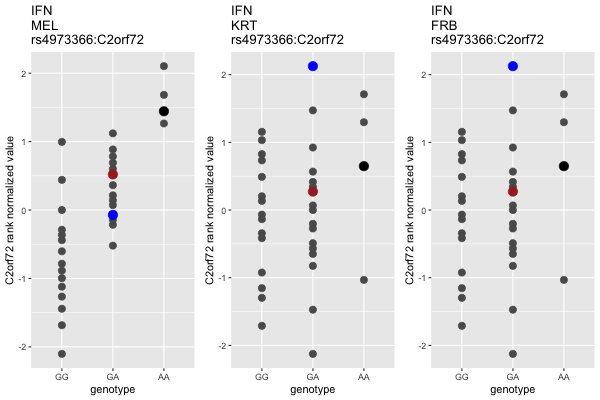 IFN
MEL
rs4973366:C2orf72
IFN
KRT
rs4973366:C2orf72
IFN
FRB
rs4973366:C2orf72
C2orf72 rank normalized value
2
1
0
-1
-2
GG GA AA
genotype
C2orf72 rank normalized value
2
1
0
-1
-2
GG GA AA
genotype
C2orf72 rank normalized value
2
1
0
-1
-2
GG GA AA
genotype